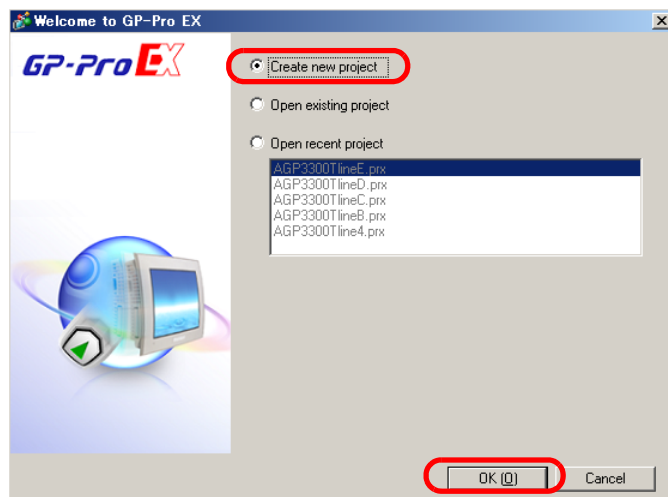 Welcome to GP-Pro EX
GP-Pro EX
Create new project
Open existing project
Open recent project
AGP3300TlineE.prx
AGP3300TlineD.prx
AGP3300TlineC.prx
AGP3300TlineB.prx
AGP3300Tline4.prx
OK (O)
Cancel